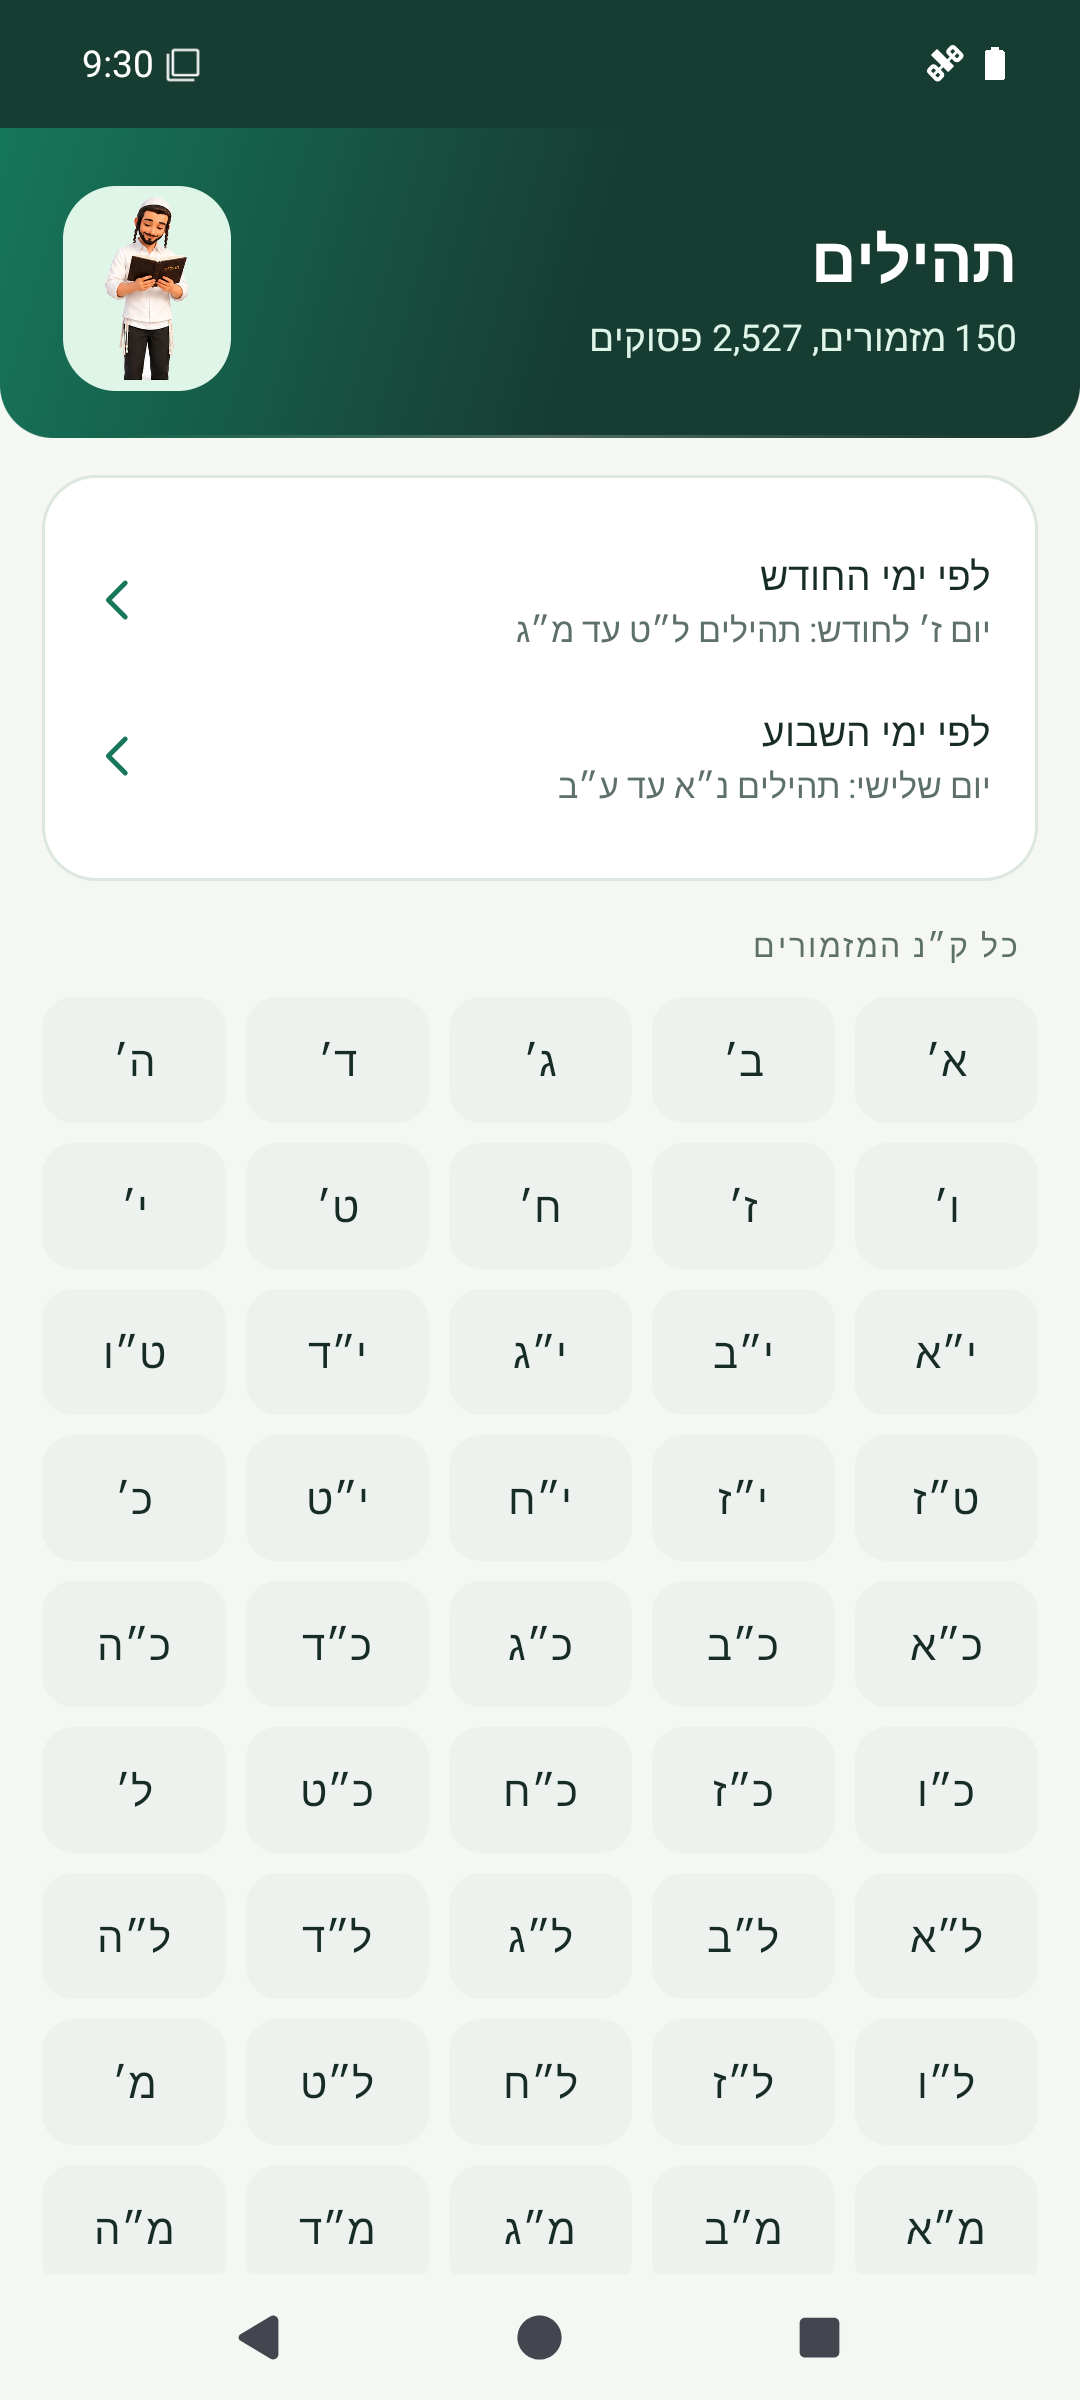 9:30
תהילים
150 מזמורים, 2,527 פסוקים
לפי ימי החודש
יום ז׳ לחודש: תהילים ל״ט עד מ״ג
לפי ימי השבוע
יום שלישי: תהילים נ״א עד ע״ב
כל ק״נ המזמורים
א׳ ב׳ ג׳ ד׳ ה׳
ו׳ ז׳ ח׳ ט׳ י׳
י״א י״ב י״ג י״ד ט״ו
ט״ז י״ז י״ח י״ט כ׳
כ״א כ״ב כ״ג כ״ד כ״ה
כ״ו כ״ז כ״ח כ״ט ל׳
ל״א ל״ב ל״ג ל״ד ל״ה
ל״ו ל״ז ל״ח ל״ט מ׳
מ״א מ״ב מ״ג מ״ד מ״ה